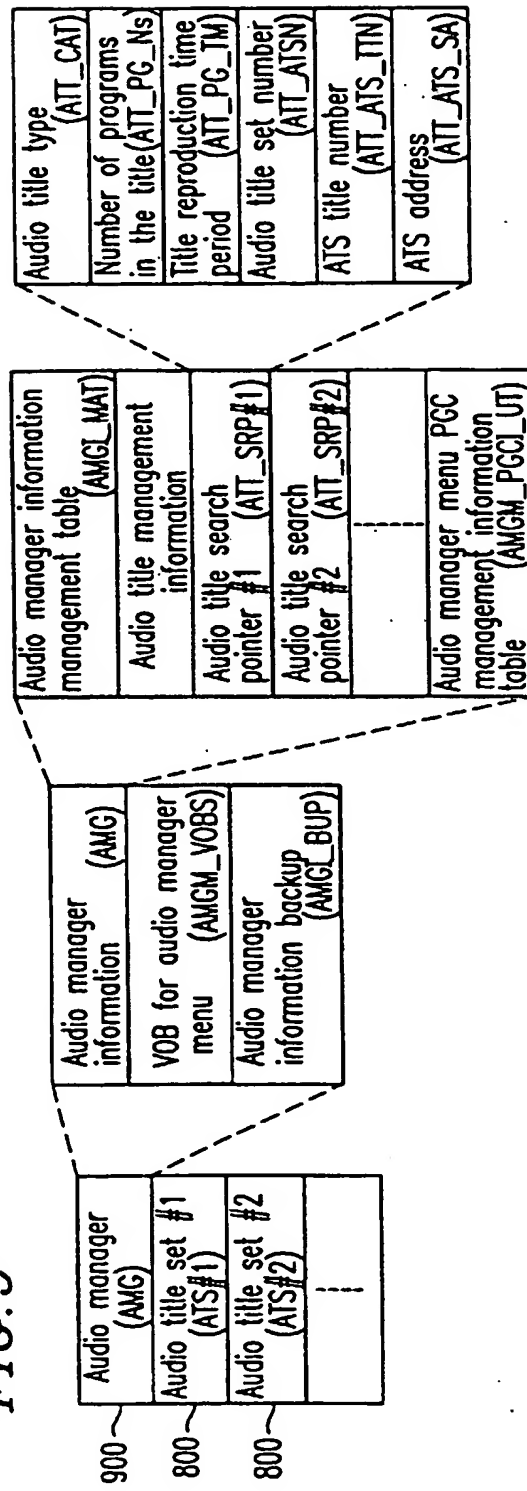 900
800
800
Audio manager
(AMG)
Audio title set #1
(ATS#1)
Audio title set #2
(ATS#2)
Audio manager
information (AMG)
VOB for audio manager
menu (AMGM_VOBS)
Audio manager
information backup
(AMGI_BUP)
Audio manager information
management table
(AMGI_MAT)
Audio title management
information
Audio title search
pointer #1 (ATT_SRP#1)
Audio title search
pointer #2 (ATT_SRP#2)
Audio manager menu PGC
management information
table (AMGM_PGCI_UT)
Audio title type
(ATT_CAT)
Number of programs
in the title(ATT_PG_Ns)
Title reproduction time
period (ATT_PG_TM)
Audio title set number
(ATT_ATSN)
ATS title number
(ATT_ATS_TTN)
ATS address
(ATT_ATS_SA)